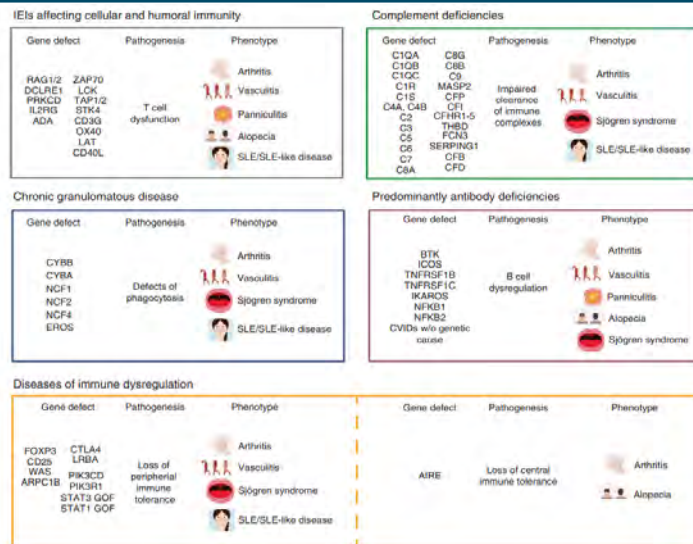 IEIs affecting cellular and humoral immunity
Gene defect
Pathogenesis
Phenotype
RAG1/2
DCLRE1
PRKCD
IL2RG
ADA
ZAP70
LCK
TAP1/2
STK4
CD3G
OX40
LAT
CD40L
T cell
dysfunction
Arthritis
Vasculitis
Panniculitis
Alopecia
SLE/SLE-like disease
Complement deficiencies
Gene defect
Pathogenesis
Phenotype
C1QA
C1QB
C1QC
C1R
C1S
C4A, C4B
C2
C3
C5
C6
C7
C8A
C8G
C8B
C9
MASP2
CFP
CFI
CFHR1-5
THBD
FCN3
SERPING1
CFB
CFD
Impaired
clearance
of immune
complexes
Arthritis
Vasculitis
Sjögren syndrome
SLE/SLE-like disease
Chronic granulomatous disease
Gene defect
Pathogenesis
Phenotype
CYBB
CYBA
NCF1
NCF2
NCF4
EROS
Defects of
phagocytosis
Arthritis
Vasculitis
Sjögren syndrome
SLE/SLE-like disease
Predominantly antibody deficiencies
Gene defect
Pathogenesis
Phenotype
BTK
ICOS
TNFRSF1B
TNFRSF1C
IKAROS
NFKB1
NFKB2
CVIDs w/o genetic
cause
B cell
dysregulation
Arthritis
Vasculitis
Panniculitis
Alopecia
Sjögren syndrome
Diseases of immune dysregulation
Gene defect
Pathogenesis
Phenotype
FOXP3
CD25
WAS
ARPC1B
CTLA4
LRBA
PIK3CD
PIK3R1
STAT3 GOF
STAT1 GOF
Loss of
peripherial
immune
tolerance
Arthritis
Vasculitis
Sjögren syndrome
SLE/SLE-like disease
Gene defect
Pathogenesis
Phenotype
AIRE
Loss of central
immune tolerance
Arthritis
Alopecia